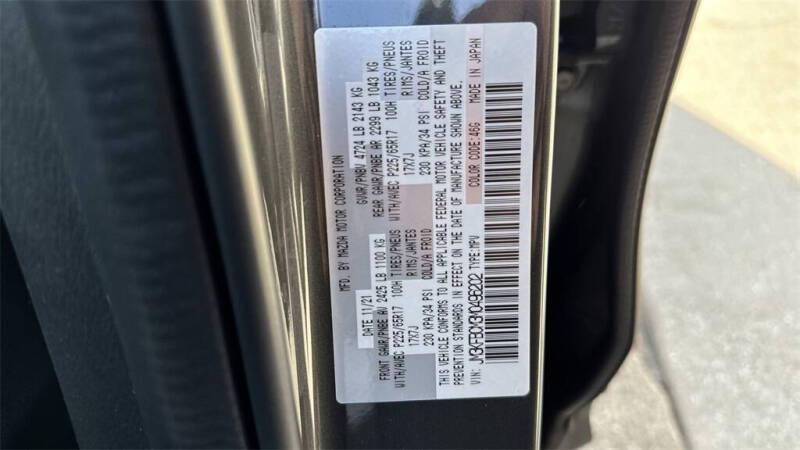 MFD. BY MAZDA MOTOR CORPORATION
DATE 11/21 GVWR/PNBV 4724 LB 2143 KG
FRONT GAWR/PNBE AV 2425 LB 1100 KG REAR GAWR/PNBE AR 2299 LB 1043 KG
WITH/AVEC P225/65R17 100H TIRES/PNEUS WITH/AVEC P225/65R17 100H TIRES/PNEUS
17X7J RIMS/JANTES 17X7J RIMS/JANTES
230 KPA/34 PSI COLD/A FROID 230 KPA/34 PSI COLD/A FROID
THIS VEHICLE CONFORMS TO ALL APPLICABLE FEDERAL MOTOR VEHICLE SAFETY AND THEFT
PREVENTION STANDARDS IN EFFECT ON THE DATE OF MANUFACTURE SHOWN ABOVE.
VIN: TYPE:MPV COLOR CODE:46G MADE IN JAPAN